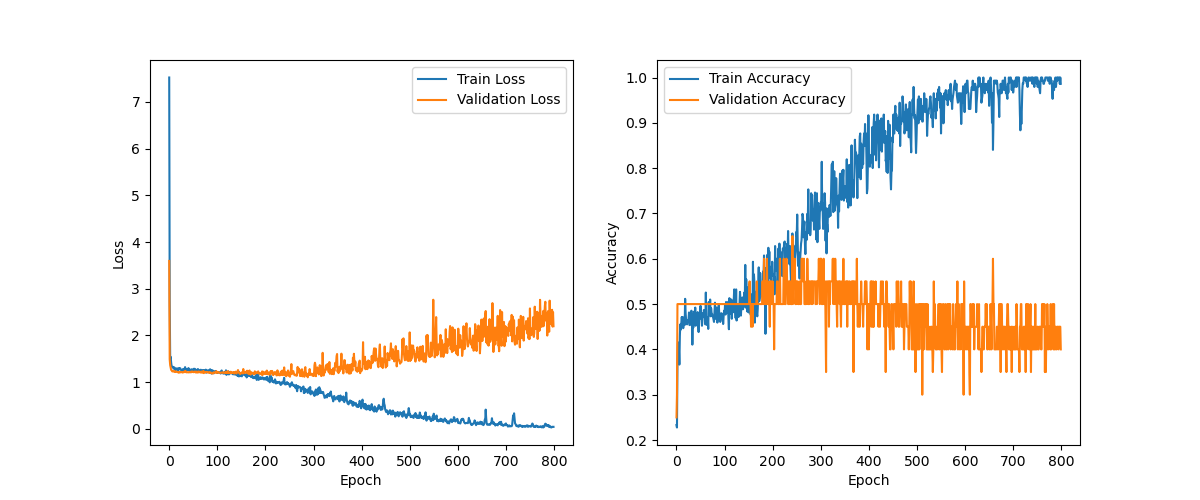 Train Loss
Validation Loss
7
6
5
4
3
2
1
0
Loss
0 100 200 300 400 500 600 700 800
Epoch
Train Accuracy
Validation Accuracy
1.0
0.9
0.8
0.7
0.6
0.5
0.4
0.3
0.2
Accuracy
0 100 200 300 400 500 600 700 800
Epoch